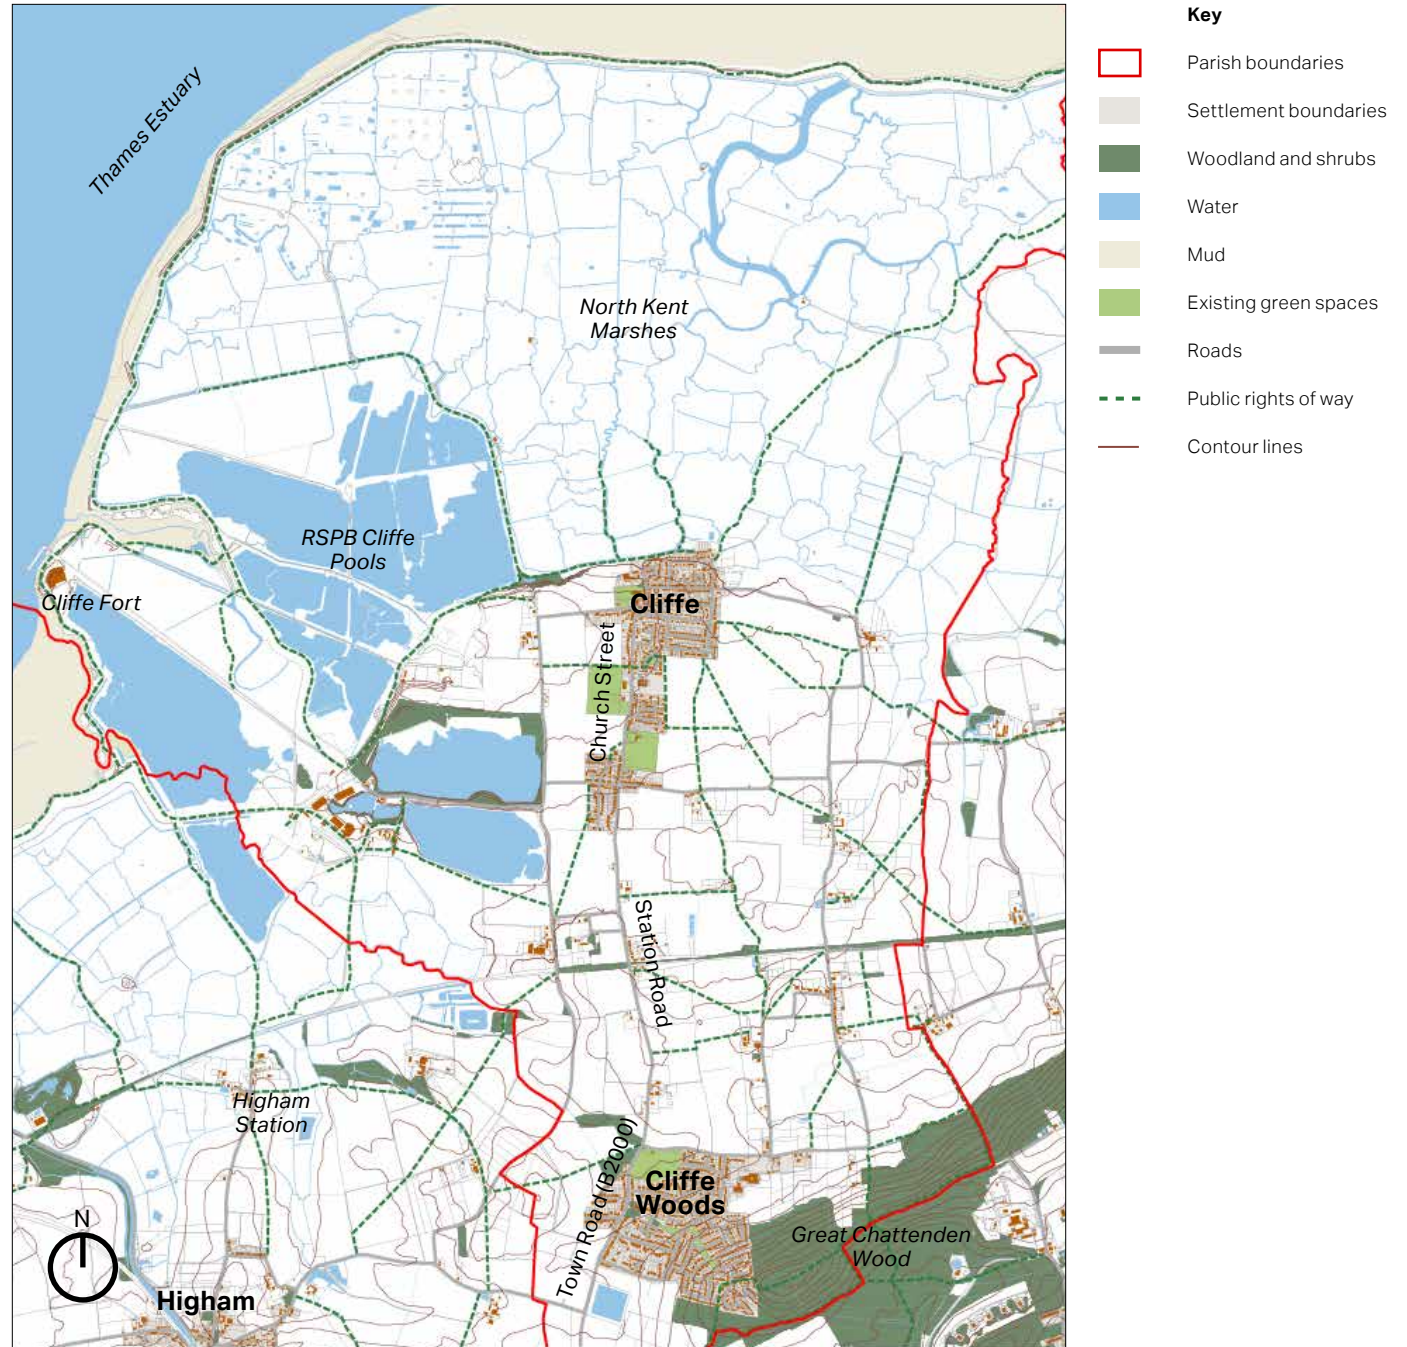 Key
Parish boundaries
Settlement boundaries
Woodland and shrubs
Water
Mud
Existing green spaces
Roads
Public rights of way
Contour lines
Thames Estuary
North Kent
Marshes
RSPB Cliffe
Pools
Cliffe Fort
Cliffe
Church Street
Station Road
Higham
Station
Town Road (B2000)
Cliffe
Woods
Great Chattenden
Wood
N
Higham